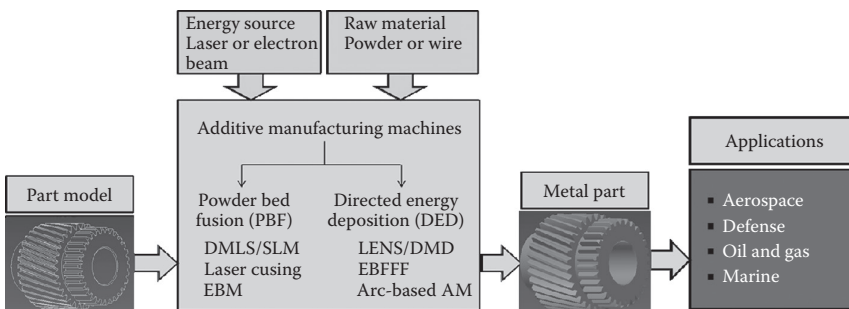 Energy source
Laser or electron
beam
Raw material
Powder or wire
Additive manufacturing machines
Powder bed
fusion (PBF)
DMLS/SLM
Laser cusing
EBM
Directed energy
deposition (DED)
LENS/DMD
EBFFF
Arc-based AM
Part model
Metal part
Applications
▪ Aerospace
▪ Defense
▪ Oil and gas
▪ Marine